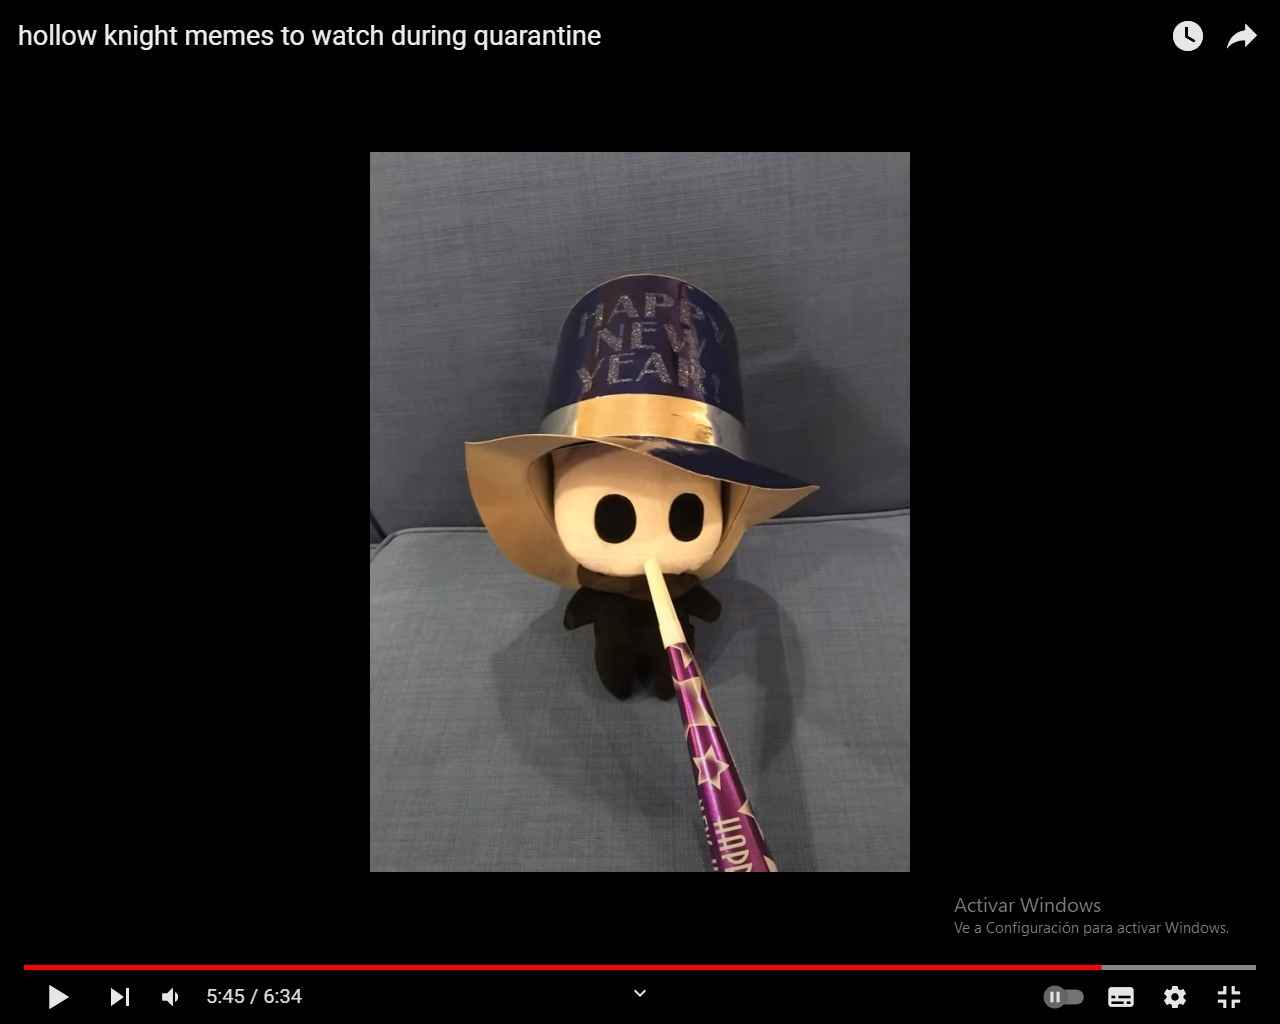 hollow knight memes to watch during quarantine
HAPPY
NEW
YEAR!
HAPP
Activar Windows
Ve a Configuración para activar Windows.
5:45 / 6:34